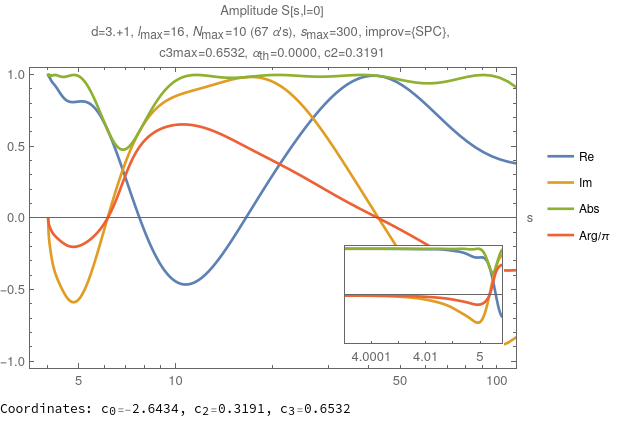 Amplitude S[s,l=0]
d=3.+1, lmax=16, Nmax=10 (67 α's), smax=300, improv={SPC},
c3max=0.6532, αth=0.0000, c2=0.3191
1.0
0.5
0.0
-0.5
-1.0
5
10
50
100
s
4.0001
4.01
5
Re
Im
Abs
Arg/π
Coordinates: c0=-2.6434, c2=0.3191, c3=0.6532